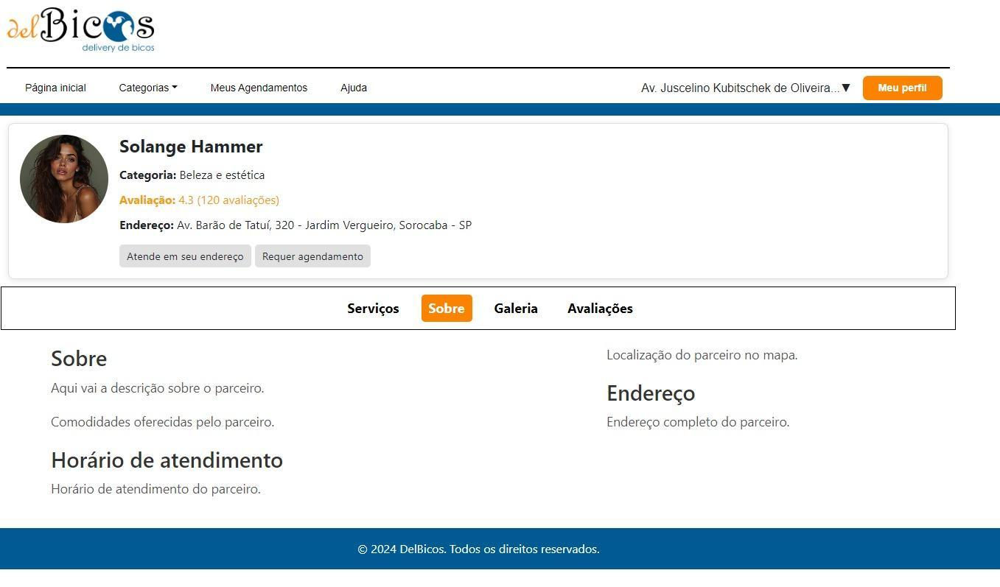 delBicos
delivery de bicos
Página inicial Categorias Meus Agendamentos Ajuda Av. Juscelino Kubitschek de Oliveira...▼ Meu perfil
Solange Hammer
Categoria: Beleza e estética
Avaliação: 4.3 (120 avaliações)
Endereço: Av. Barão de Tatuí, 320 - Jardim Vergueiro, Sorocaba - SP
Atende em seu endereço Requer agendamento
Serviços Sobre Galeria Avaliações
Sobre
Aqui vai a descrição sobre o parceiro.
Comodidades oferecidas pelo parceiro.
Horário de atendimento
Horário de atendimento do parceiro.
Localização do parceiro no mapa.
Endereço
Endereço completo do parceiro.
© 2024 DelBicos. Todos os direitos reservados.